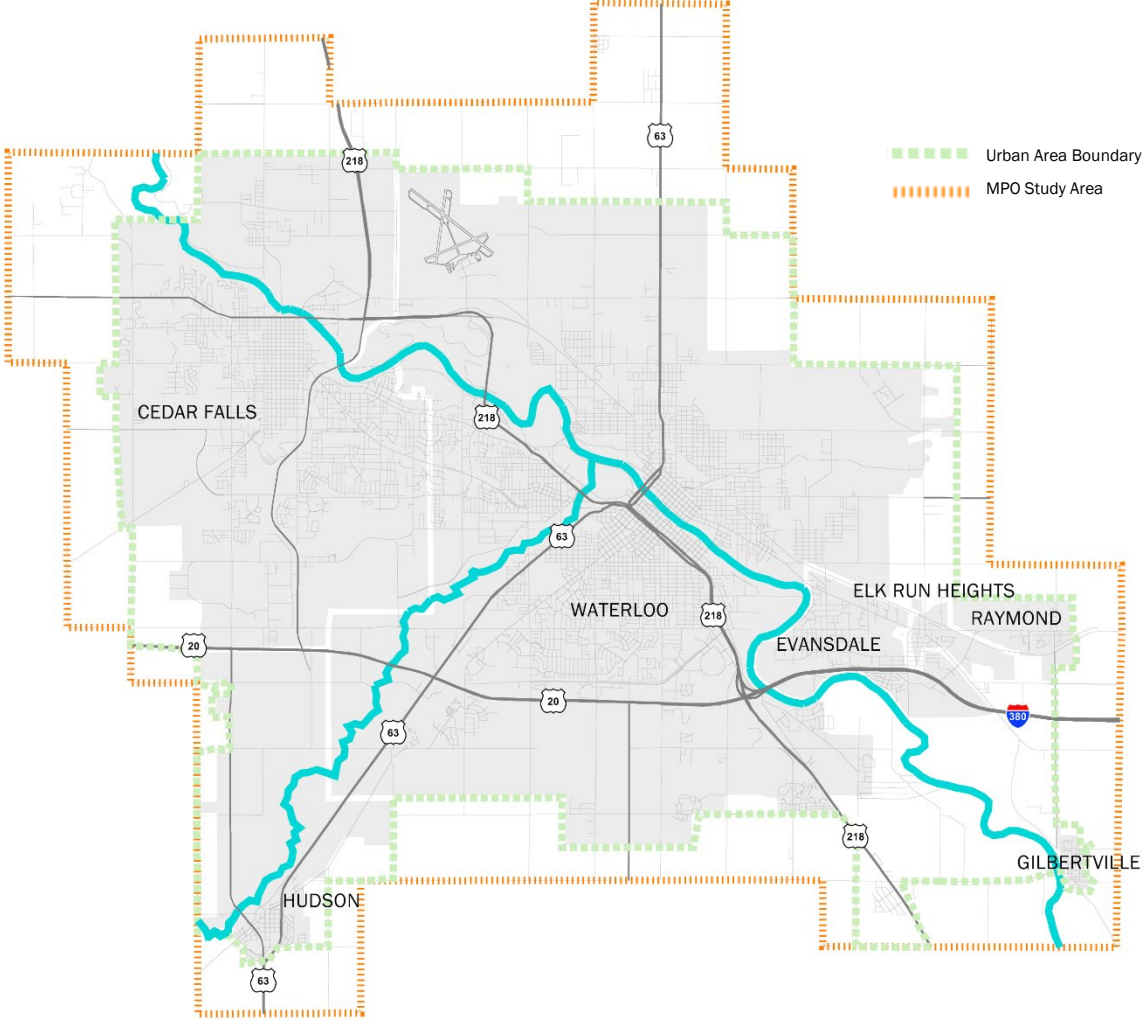 63
218
Urban Area Boundary
MPO Study Area
CEDAR FALLS
218
63
ELK RUN HEIGHTS
WATERLOO
218
RAYMOND
EVANSDALE
20
20
380
63
218
GILBERTVILLE
HUDSON
63